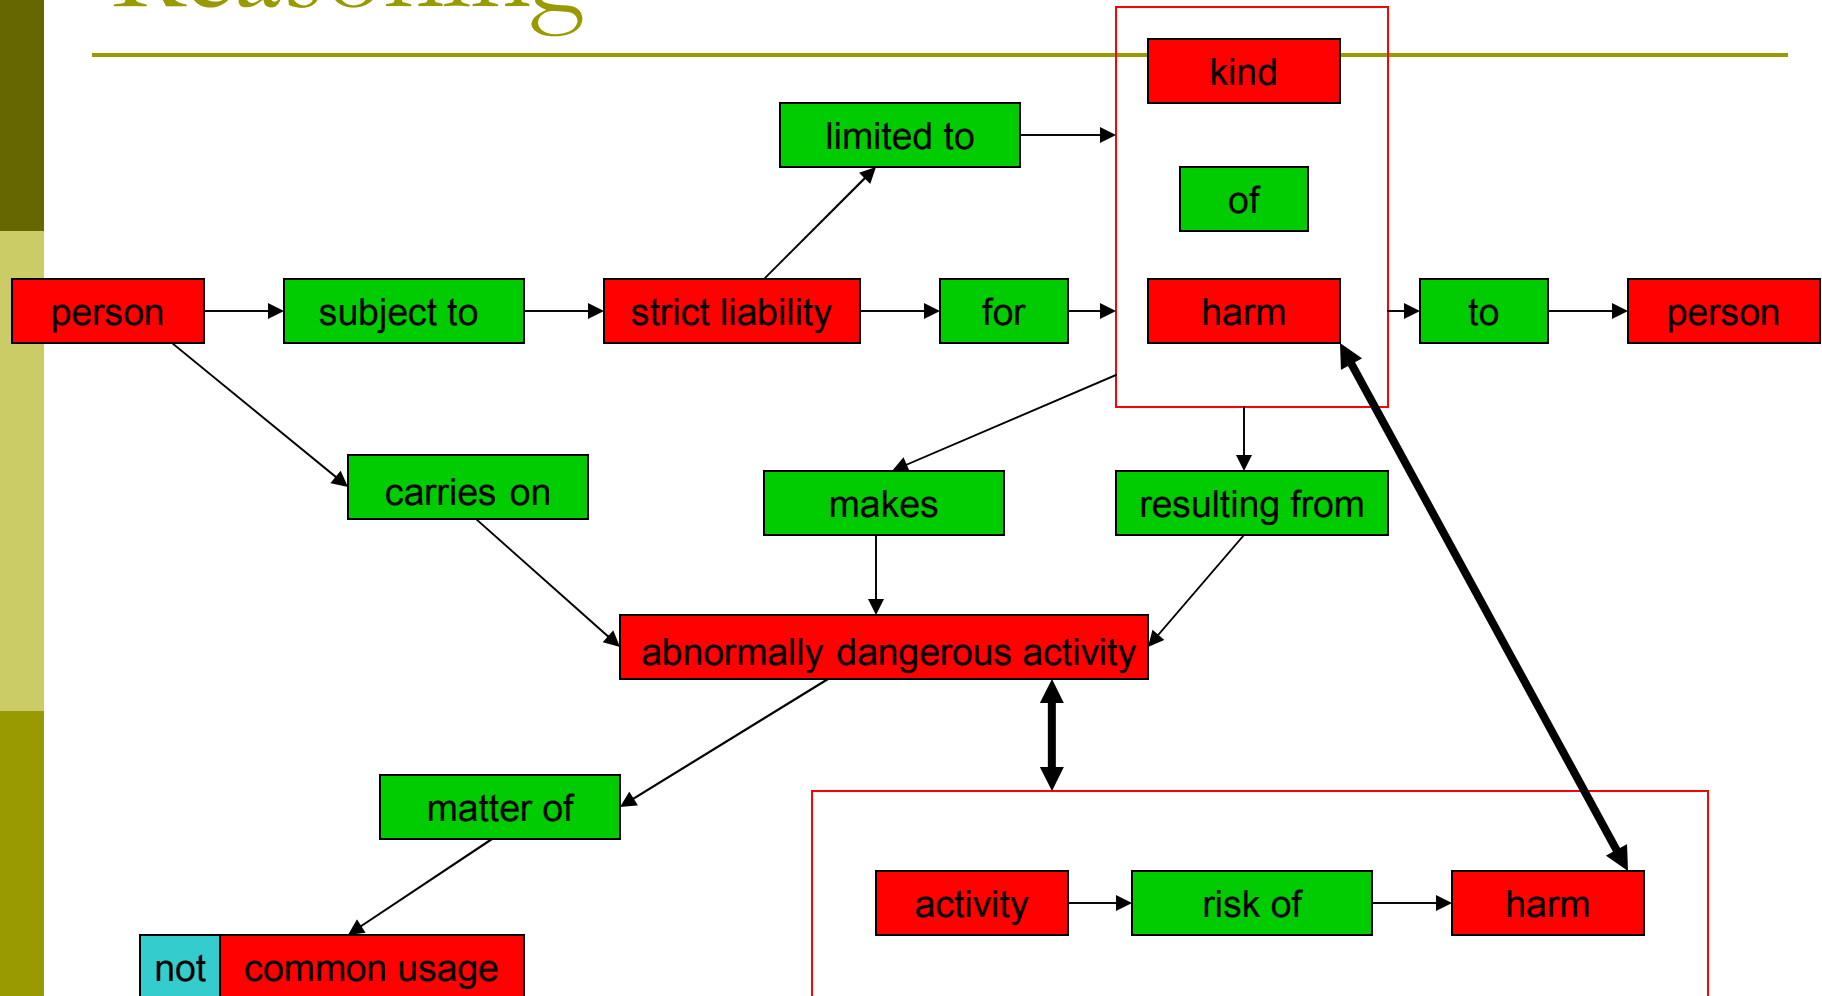 Reasoning
kind
limited to
of
person
subject to
strict liability
for
harm
to
person
carries on
makes
resulting from
abnormally dangerous activity
matter of
activity
risk of
harm
not
common usage